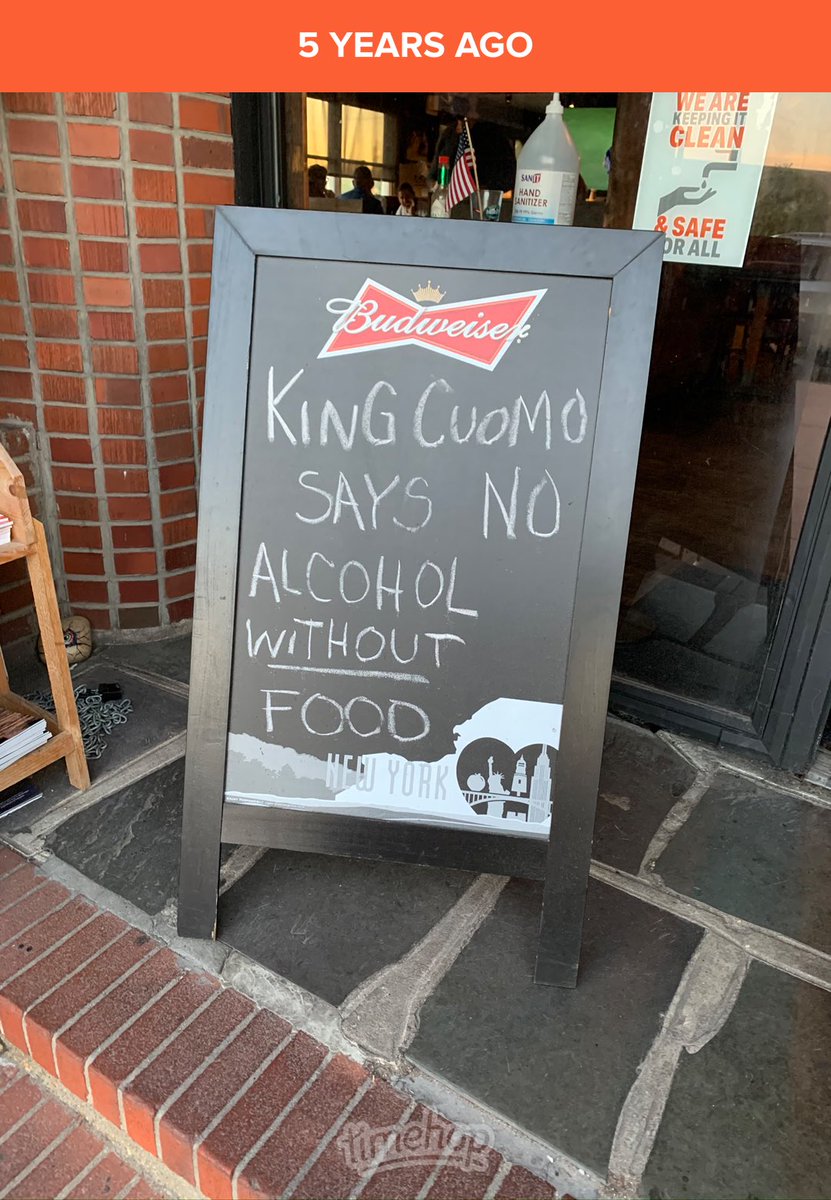 5 YEARS AGO
WE ARE
KEEPING IT
CLEAN
& SAFE
FOR ALL
SANIT
HAND
SANITIZER
Budweiser
KING CUOMO
SAYS NO
ALCOHOL
WITHOUT
FOOD
NEW YORK
timehop